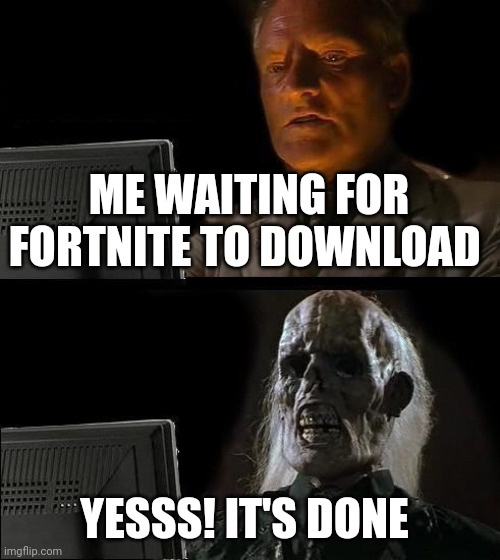 ME WAITING FOR
FORTNITE TO DOWNLOAD
YESSS! IT'S DONE
imgflip.com